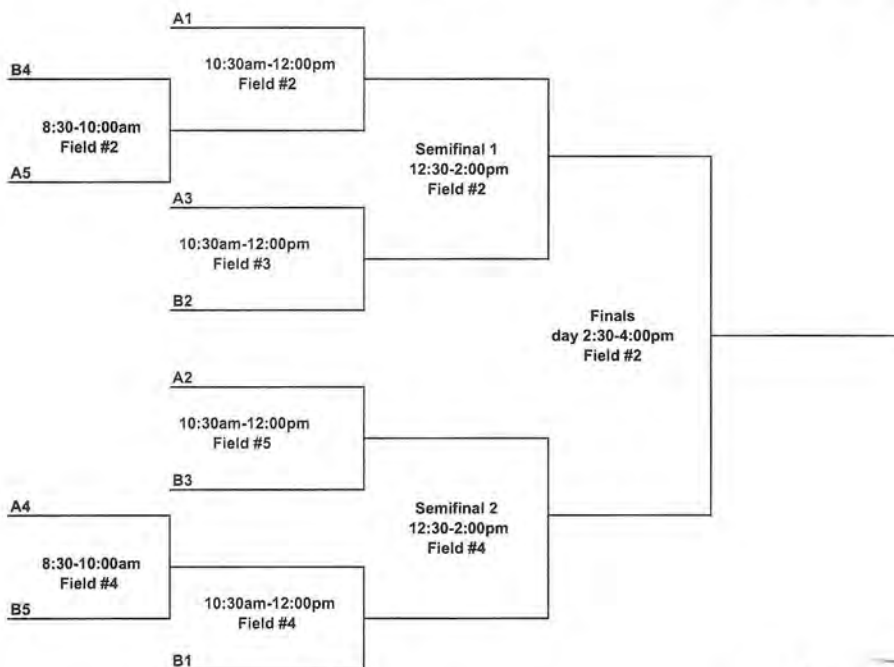 A1
10:30am-12:00pm
Field #2
B4
8:30-10:00am
Field #2
A5
Semifinal 1
12:30-2:00pm
Field #2
A3
10:30am-12:00pm
Field #3
B2
Finals
day 2:30-4:00pm
Field #2
A2
10:30am-12:00pm
Field #5
B3
A4
8:30-10:00am
Field #4
B5
Semifinal 2
12:30-2:00pm
Field #4
10:30am-12:00pm
Field #4
B1